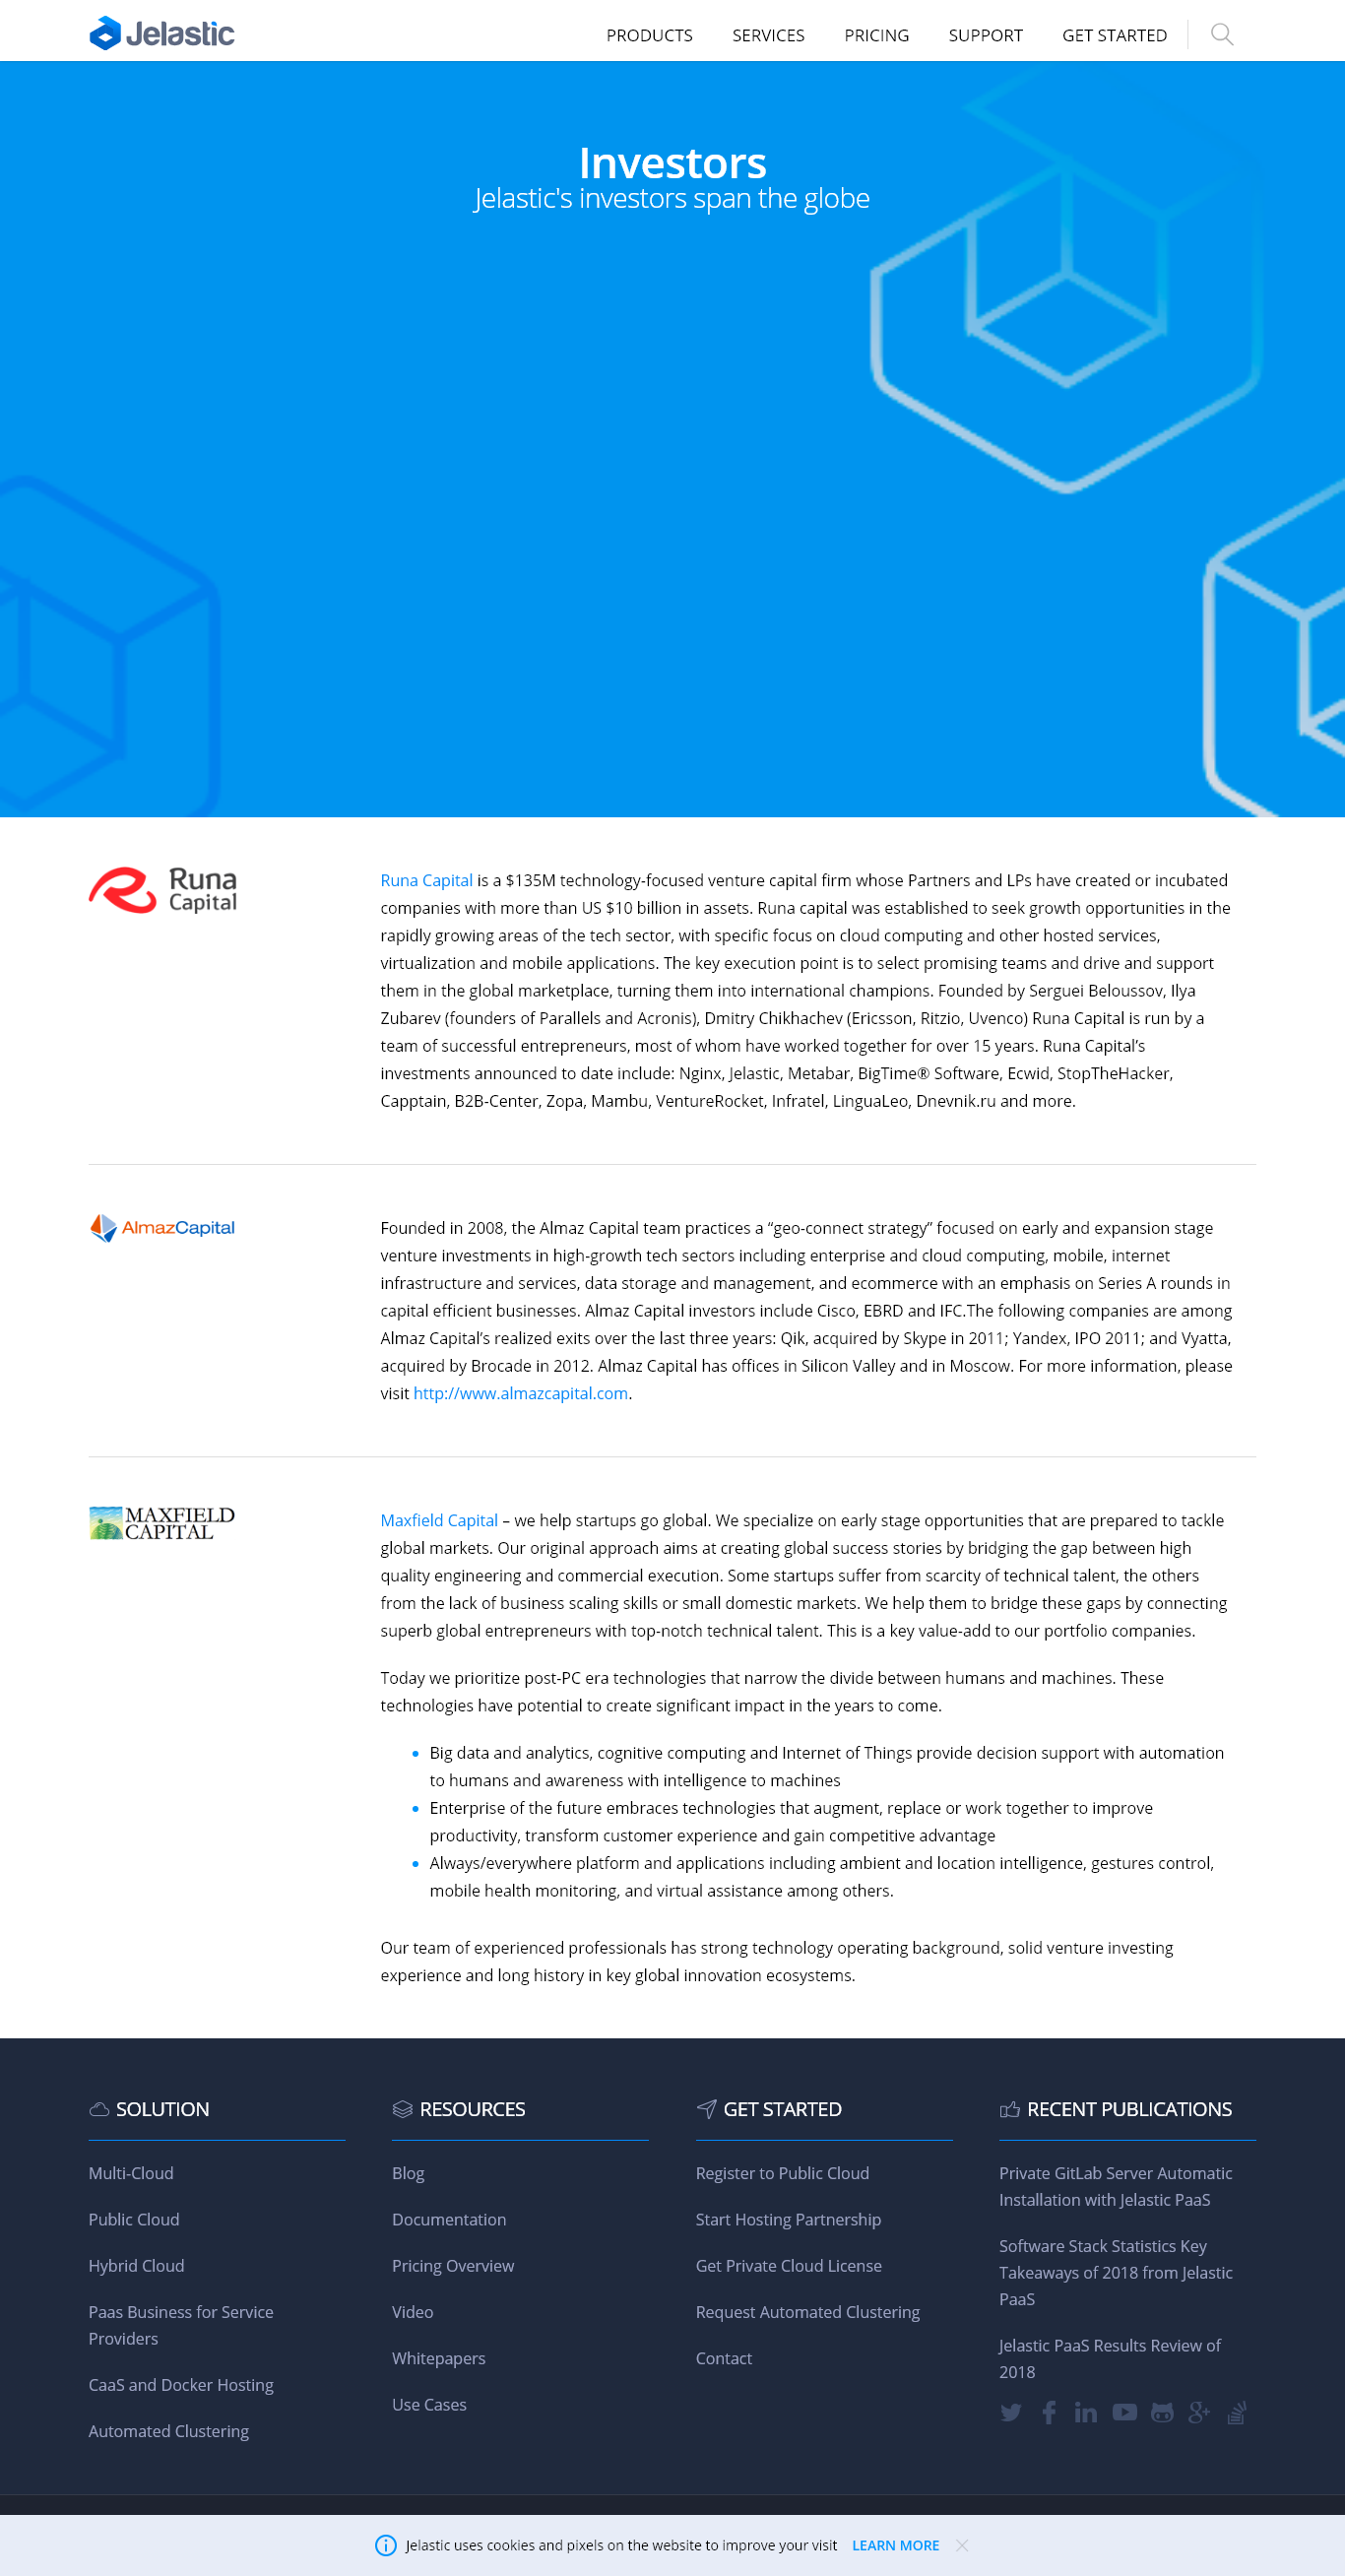 Jelastic
PRODUCTS SERVICES PRICING SUPPORT GET STARTED
Investors
Jelastic's investors span the globe
Runa
Capital
Runa Capital is a $135M technology-focused venture capital firm whose Partners and LPs have created or incubated
companies with more than US $10 billion in assets. Runa capital was established to seek growth opportunities in the
rapidly growing areas of the tech sector, with specific focus on cloud computing and other hosted services,
virtualization and mobile applications. The key execution point is to select promising teams and drive and support
them in the global marketplace, turning them into international champions. Founded by Serguei Beloussov, Ilya
Zubarev (founders of Parallels and Acronis), Dmitry Chikhachev (Ericsson, Ritzio, Uvenco) Runa Capital is run by a
team of successful entrepreneurs, most of whom have worked together for over 15 years. Runa Capital’s
investments announced to date include: Nginx, Jelastic, Metabar, BigTime® Software, Ecwid, StopTheHacker,
Capptain, B2B-Center, Zopa, Mambu, VentureRocket, Infratel, LinguaLeo, Dnevnik.ru and more.
AlmazCapital
Founded in 2008, the Almaz Capital team practices a “geo-connect strategy” focused on early and expansion stage
venture investments in high-growth tech sectors including enterprise and cloud computing, mobile, internet
infrastructure and services, data storage and management, and ecommerce with an emphasis on Series A rounds in
capital efficient businesses. Almaz Capital investors include Cisco, EBRD and IFC.The following companies are among
Almaz Capital’s realized exits over the last three years: Qik, acquired by Skype in 2011; Yandex, IPO 2011; and Vyatta,
acquired by Brocade in 2012. Almaz Capital has offices in Silicon Valley and in Moscow. For more information, please
visit http://www.almazcapital.com.
MAXFIELD
CAPITAL
Maxfield Capital – we help startups go global. We specialize on early stage opportunities that are prepared to tackle
global markets. Our original approach aims at creating global success stories by bridging the gap between high
quality engineering and commercial execution. Some startups suffer from scarcity of technical talent, the others
from the lack of business scaling skills or small domestic markets. We help them to bridge these gaps by connecting
superb global entrepreneurs with top-notch technical talent. This is a key value-add to our portfolio companies.
Today we prioritize post-PC era technologies that narrow the divide between humans and machines. These
technologies have potential to create significant impact in the years to come.
• Big data and analytics, cognitive computing and Internet of Things provide decision support with automation
to humans and awareness with intelligence to machines
• Enterprise of the future embraces technologies that augment, replace or work together to improve
productivity, transform customer experience and gain competitive advantage
• Always/everywhere platform and applications including ambient and location intelligence, gestures control,
mobile health monitoring, and virtual assistance among others.
Our team of experienced professionals has strong technology operating background, solid venture investing
experience and long history in key global innovation ecosystems.
SOLUTION
Multi-Cloud
Public Cloud
Hybrid Cloud
Paas Business for Service
Providers
CaaS and Docker Hosting
Automated Clustering
RESOURCES
Blog
Documentation
Pricing Overview
Video
Whitepapers
Use Cases
GET STARTED
Register to Public Cloud
Start Hosting Partnership
Get Private Cloud License
Request Automated Clustering
Contact
RECENT PUBLICATIONS
Private GitLab Server Automatic
Installation with Jelastic PaaS
Software Stack Statistics Key
Takeaways of 2018 from Jelastic
PaaS
Jelastic PaaS Results Review of
2018
Jelastic uses cookies and pixels on the website to improve your visit LEARN MORE